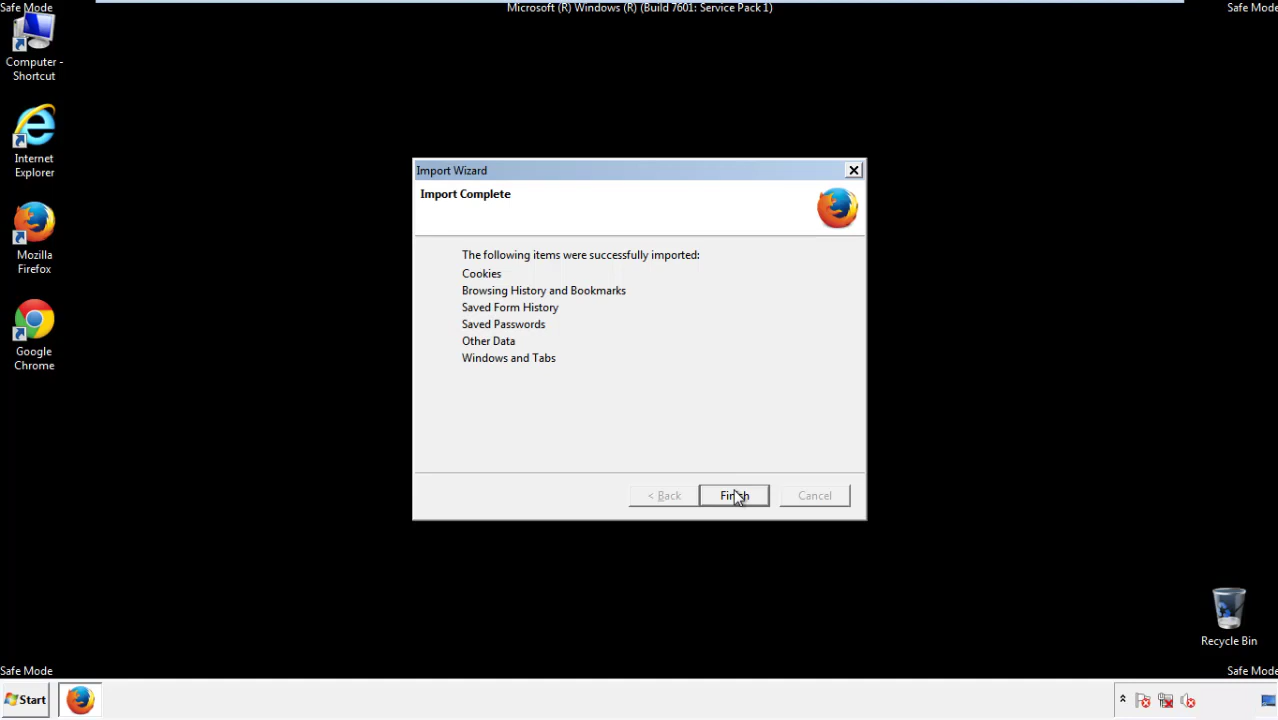 Safe Mode
Microsoft (R) Windows (R) (Build 7601: Service Pack 1)
Safe Mode
Computer -
Shortcut
Internet
Explorer
Mozilla
Firefox
Google
Chrome
Import Wizard
Import Complete
The following items were successfully imported:
Cookies
Browsing History and Bookmarks
Saved Form History
Saved Passwords
Other Data
Windows and Tabs
< Back
Finish
Cancel
Recycle Bin
Safe Mode
Safe Mode
Start